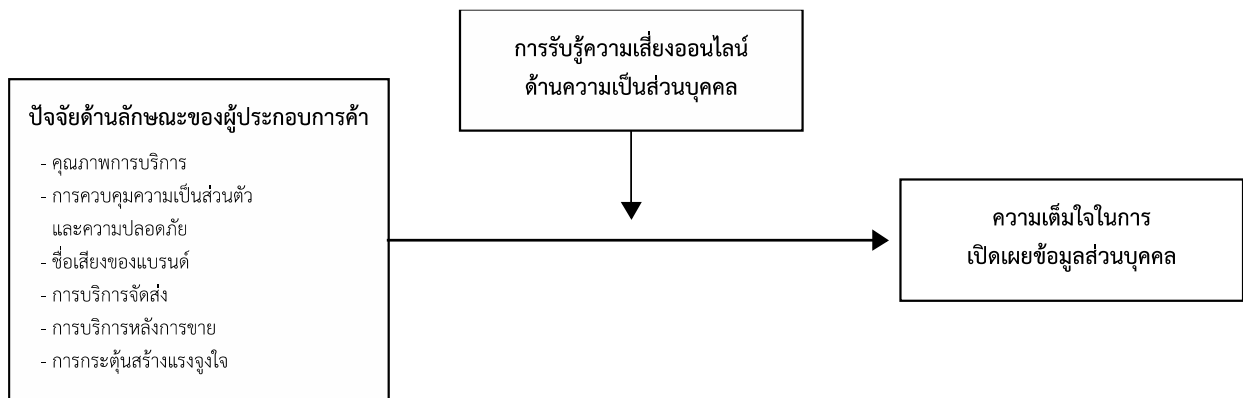 การรับรู้ความเสี่ยงออนไลน์
ด้านความเป็นส่วนบุคคล
ปัจจัยด้านลักษณะของผู้ประกอบการค้า
- คุณภาพการบริการ
- การควบคุมความเป็นส่วนตัว
และความปลอดภัย
- ชื่อเสียงของแบรนด์
- การบริการจัดส่ง
- การบริการหลังการขาย
- การกระตุ้นสร้างแรงจูงใจ
ความเต็มใจในการ
เปิดเผยข้อมูลส่วนบุคคล